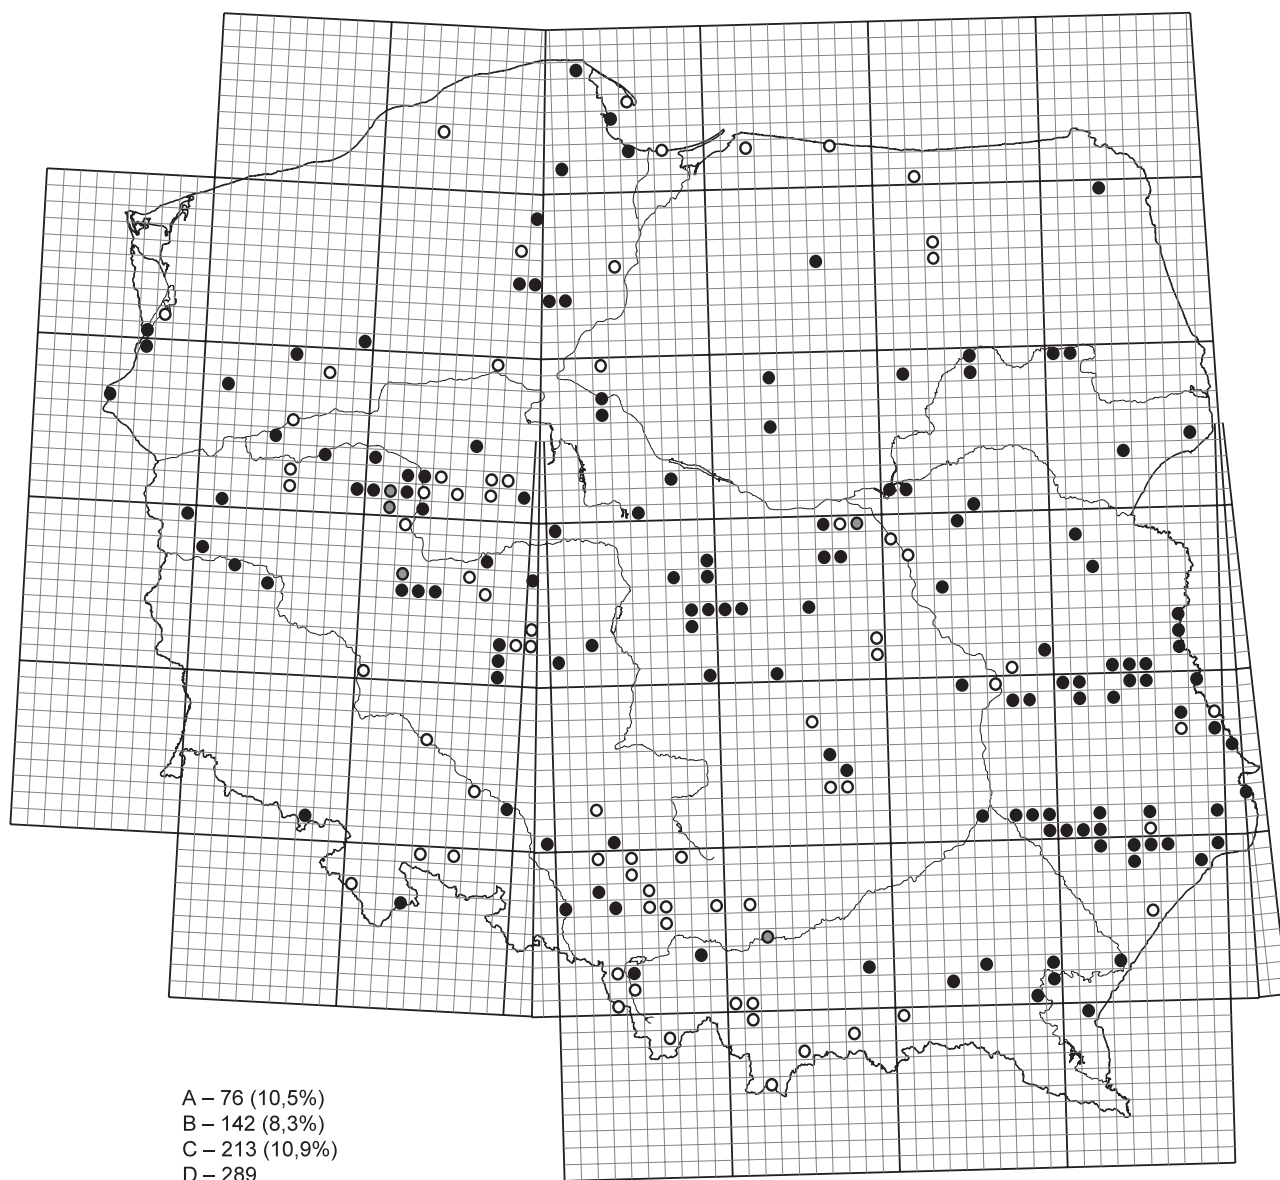 A – 76 (10,5%)
B – 142 (8,3%)
C – 213 (10,9%)
D – 289